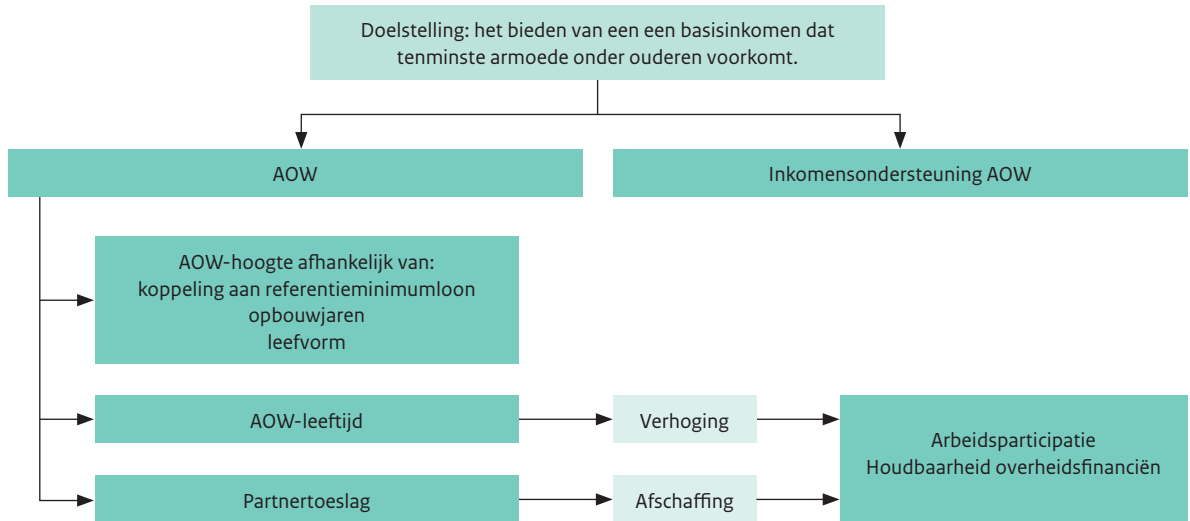 Doelstelling: het bieden van een een basisinkomen dat
tenminste armoede onder ouderen voorkomt.
AOW
Inkomensondersteuning AOW
AOW-hoogte afhankelijk van:
koppeling aan referentieminimumloon
opbouwjaren
leefvorm
AOW-leeftijd
Verhoging
Arbeidsparticipatie
Houdbaarheid overheidsfinanciën
Partnertoeslag
Afschaffing